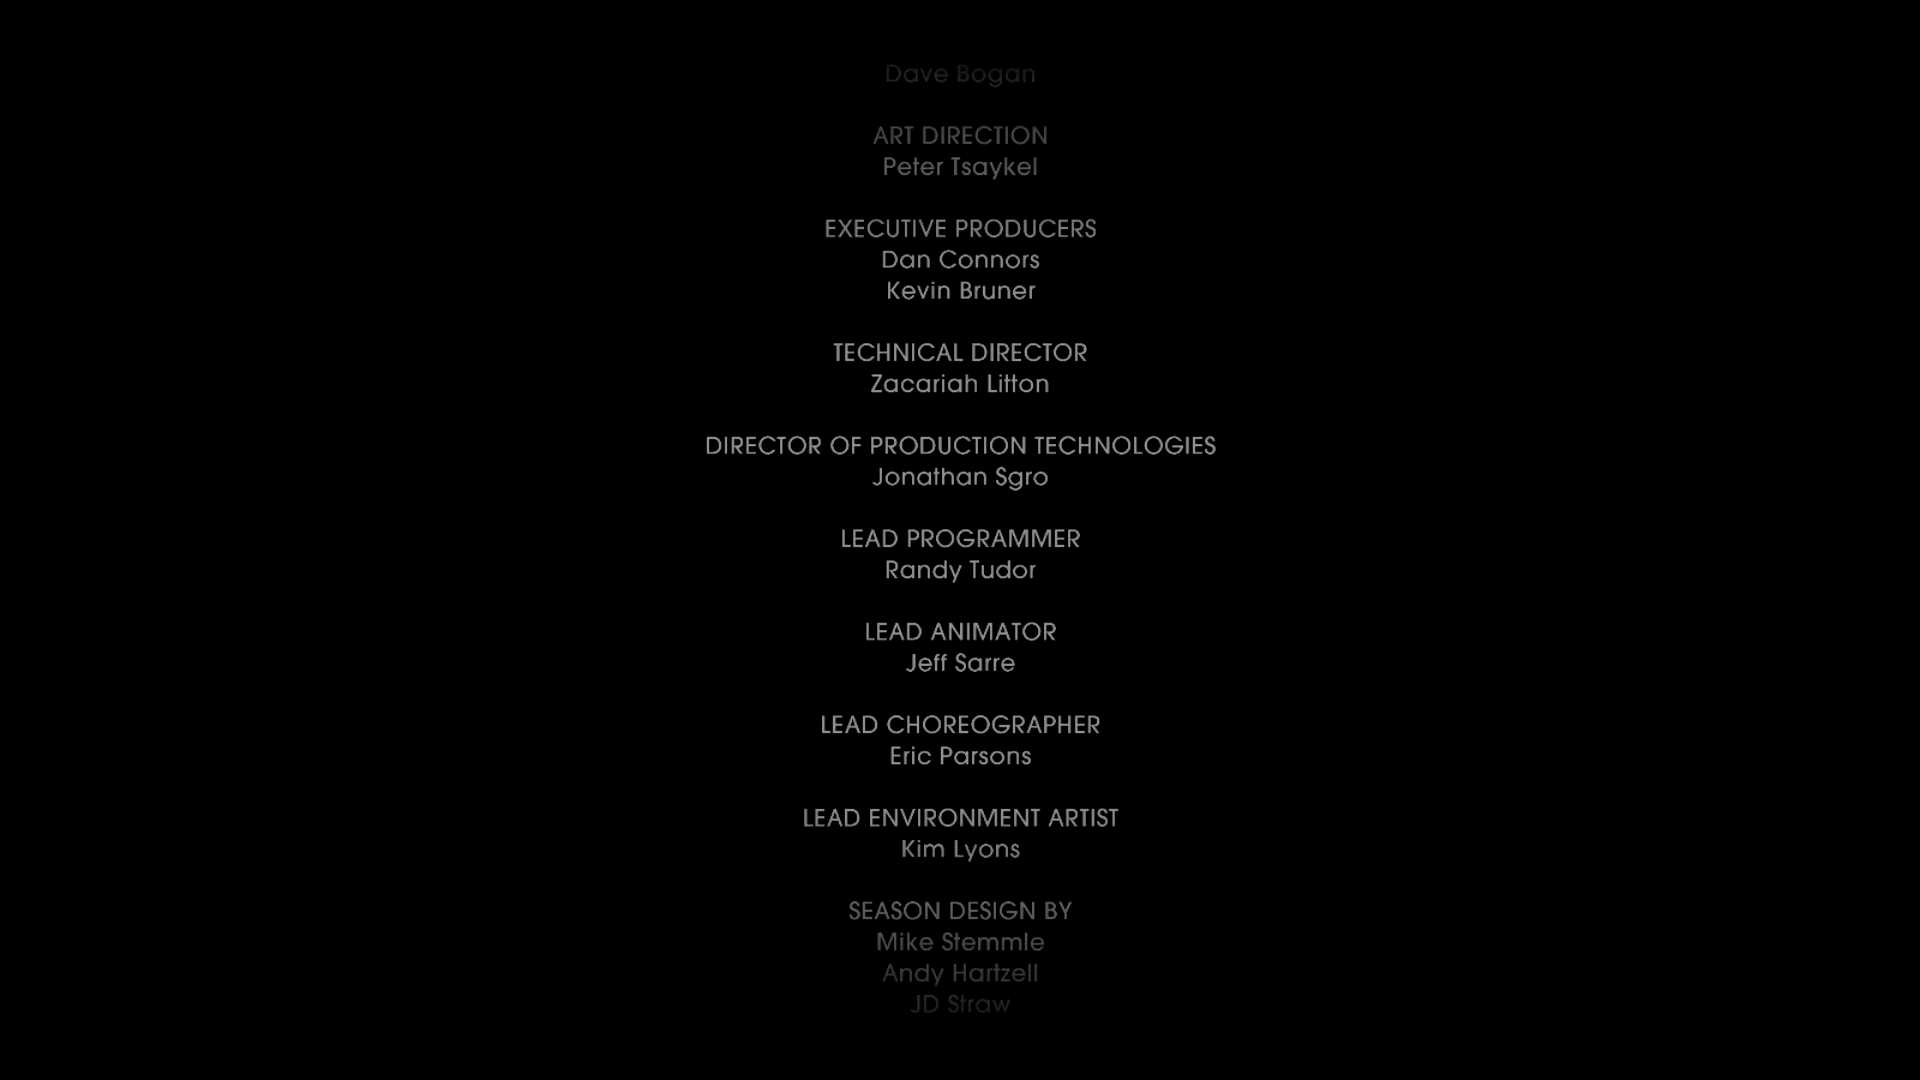 Dave Bogan
ART DIRECTION
Peter Tsaykel
EXECUTIVE PRODUCERS
Dan Connors
Kevin Bruner
TECHNICAL DIRECTOR
Zacariah Litton
DIRECTOR OF PRODUCTION TECHNOLOGIES
Jonathan Sgro
LEAD PROGRAMMER
Randy Tudor
LEAD ANIMATOR
Jeff Sarre
LEAD CHOREOGRAPHER
Eric Parsons
LEAD ENVIRONMENT ARTIST
Kim Lyons
SEASON DESIGN BY
Mike Stemmle
Andy Hartzell
JD Straw